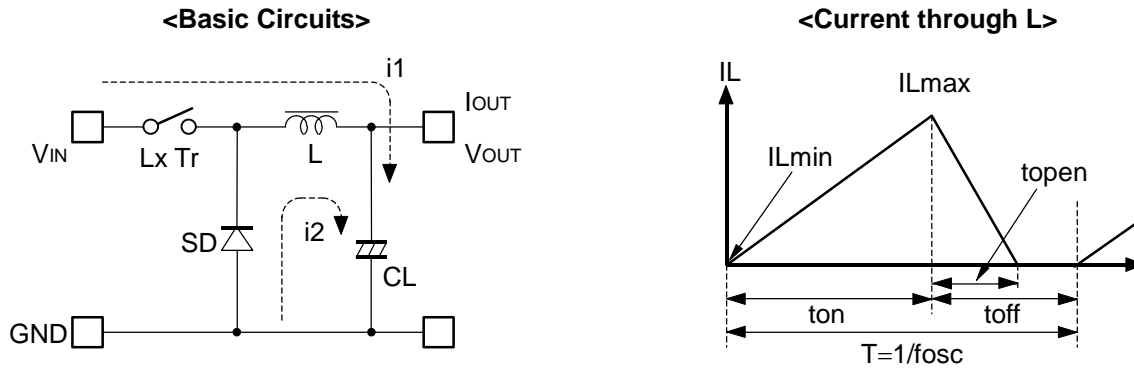 <Basic Circuits>
i1
IOUT
VIN
Lx Tr
L
VOUT
SD
i2
CL
GND
<Current through L>
IL
ILmax
ILmin
topen
ton
toff
T=1/fosc